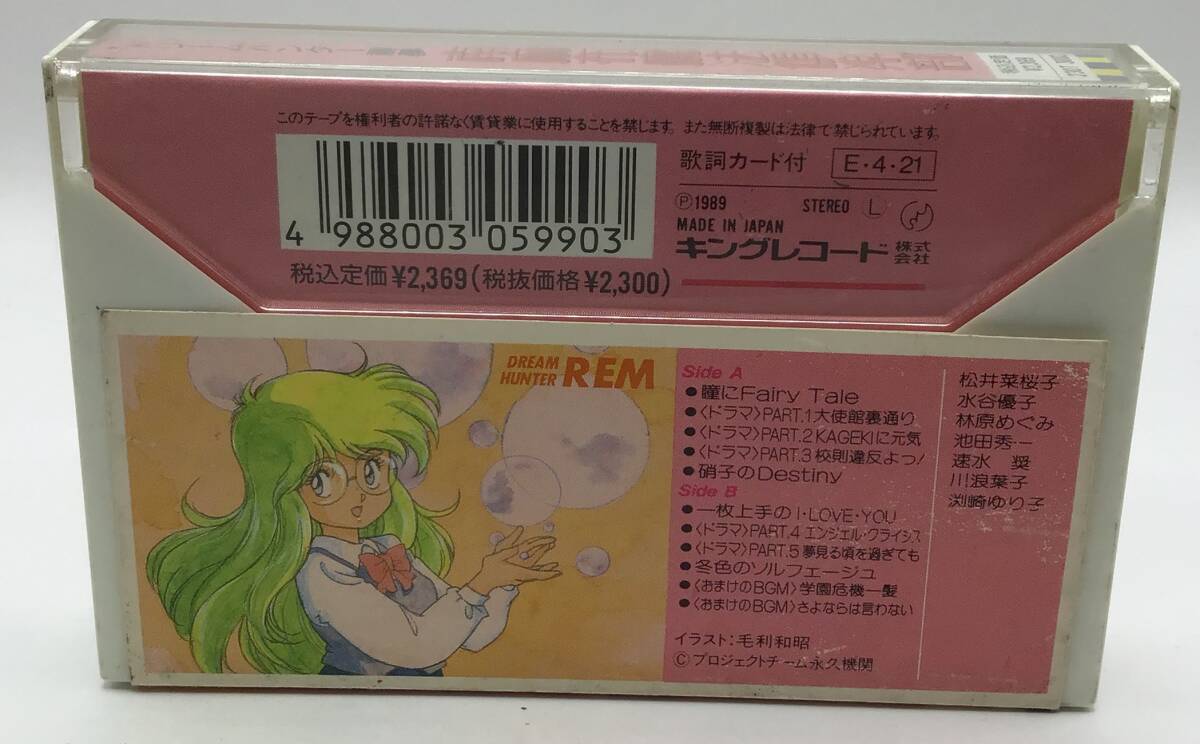 このテープを権利者の許諾なく賃貸業に使用することを禁じます。また無断複製は法律で禁じられています。
歌詞カード付 E・4・21
4 988003 059903
Ⓟ1989 STEREO L
MADE IN JAPAN
キングレコード 株式会社
税込定価¥2,369(税抜価格¥2,300)
DREAM HUNTER REM
Side A
●瞳にFairy Tale
●〈ドラマ〉PART.1 大使館裏通り
●〈ドラマ〉PART.2 KAGEKIに元気
●〈ドラマ〉PART.3 校則違反よっ!
●硝子のDestiny
Side B
●一枚上手のI・LOVE・YOU
●〈ドラマ〉PART.4 エンジェル・クライシス
●〈ドラマ〉PART.5 夢見る頃を過ぎても
●冬色のソルフェージュ
●〈おまけのBGM〉学園危機一髪
●〈おまけのBGM〉さよならは言わない
松井菜桜子
水谷優子
林原めぐみ
池田秀一
速水 奨
川浪葉子
渕崎ゆり子
イラスト:毛利和昭
Ⓒプロジェクトチーム永久機関